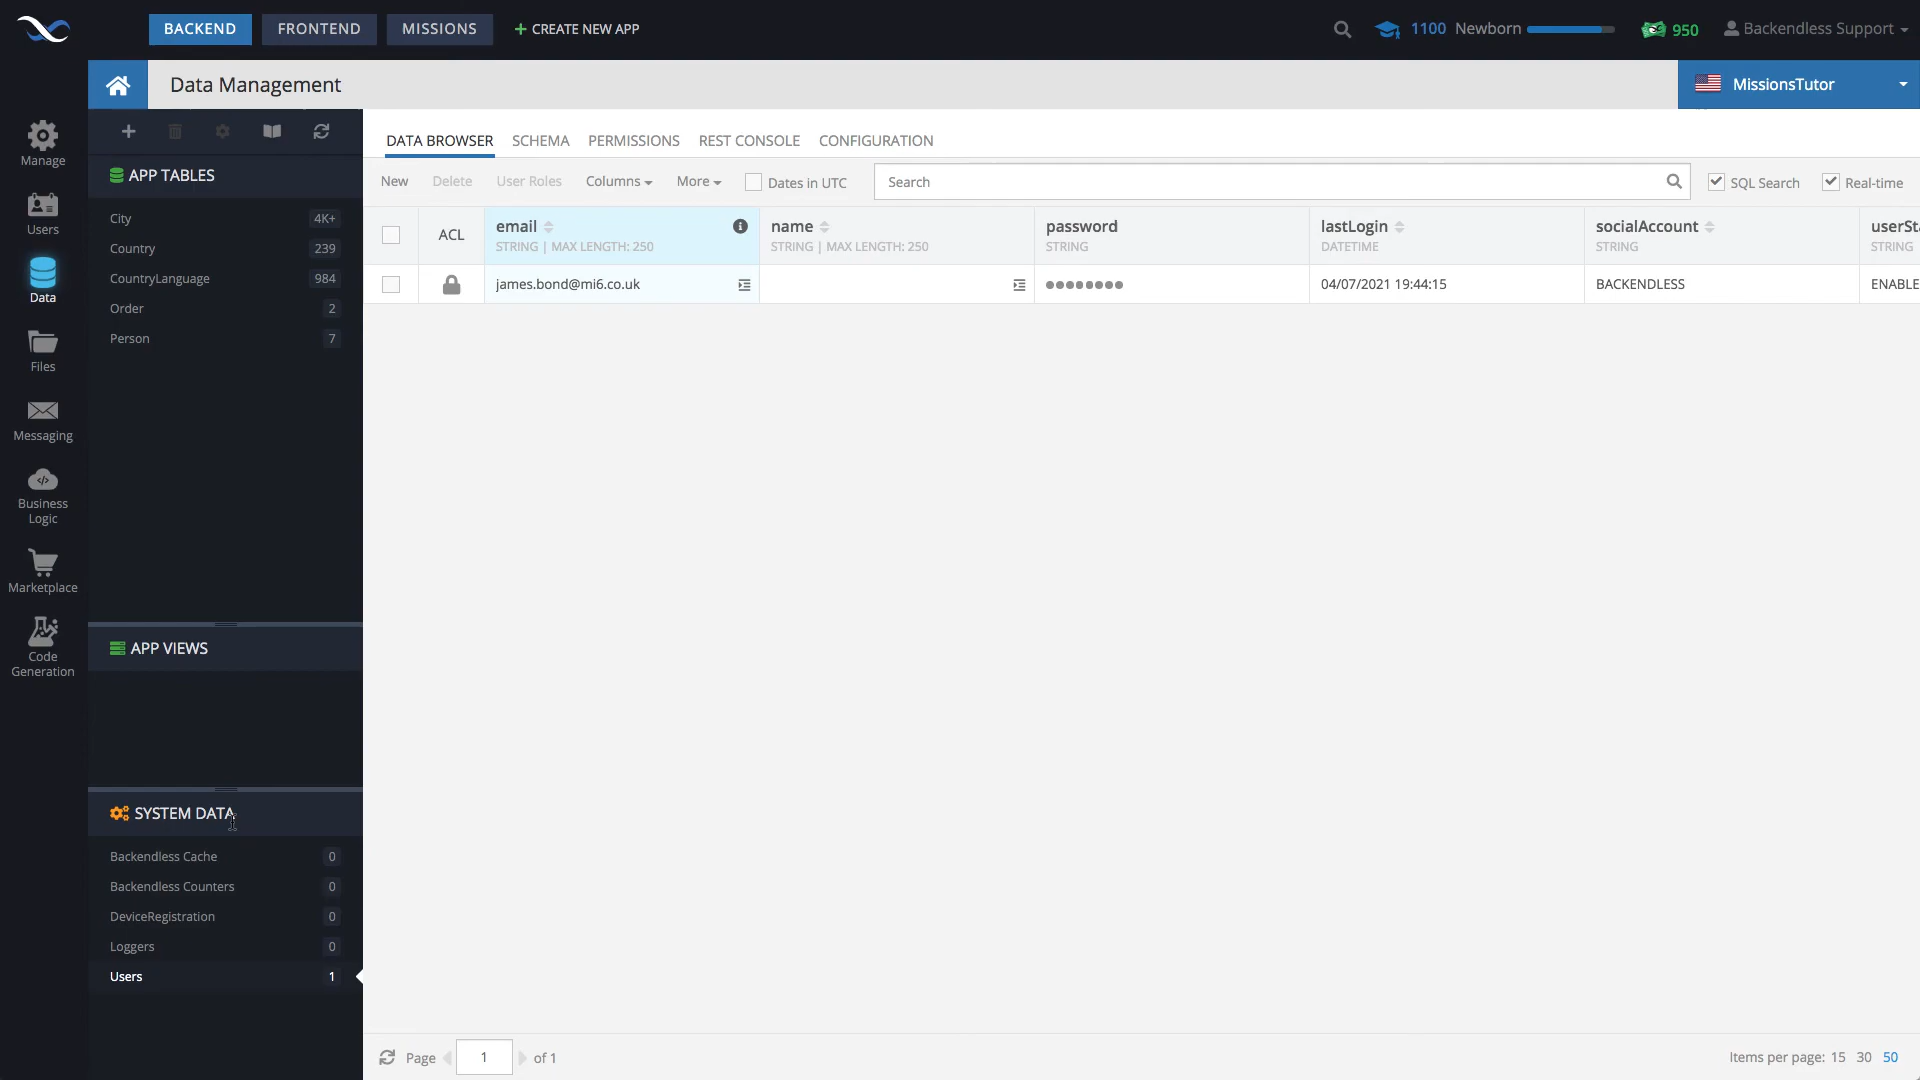 BACKEND
FRONTEND
MISSIONS
CREATE NEW APP
1100 Newborn
950
Backendless Support
Data Management
MissionsTutor
Manage
Users
Data
Files
Messaging
Business
Logic
Marketplace
Code
Generation
APP TABLES
City 4K+
Country 239
CountryLanguage 984
Order 2
Person 7
APP VIEWS
SYSTEM DATA
Backendless Cache 0
Backendless Counters 0
DeviceRegistration 0
Loggers 0
Users 1
DATA BROWSER SCHEMA PERMISSIONS REST CONSOLE CONFIGURATION
New Delete User Roles Columns More Dates in UTC Search SQL Search Real-time
ACL
email
STRING | MAX LENGTH: 250
name
STRING | MAX LENGTH: 250
password
STRING
lastLogin
DATETIME
socialAccount
STRING
userSta
STRING
james.bond@mi6.co.uk ●●●●●●●● 04/07/2021 19:44:15 BACKENDLESS ENABLE
Page 1 of 1
Items per page: 15 30 50